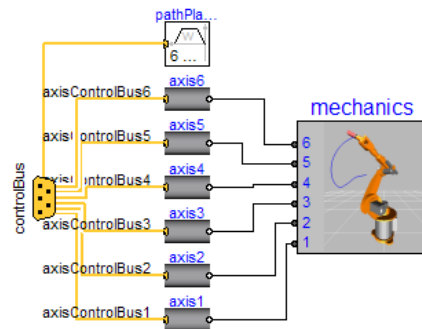 pathPla...
6 ...
axisControlBus6
axis6
mechanics
axisControlBus5
axis5
6
5
axisControlBus4
axis4
4
controlBus
axisControlBus3
axis3
3
2
axisControlBus2
axis2
1
axisControlBus1
axis1